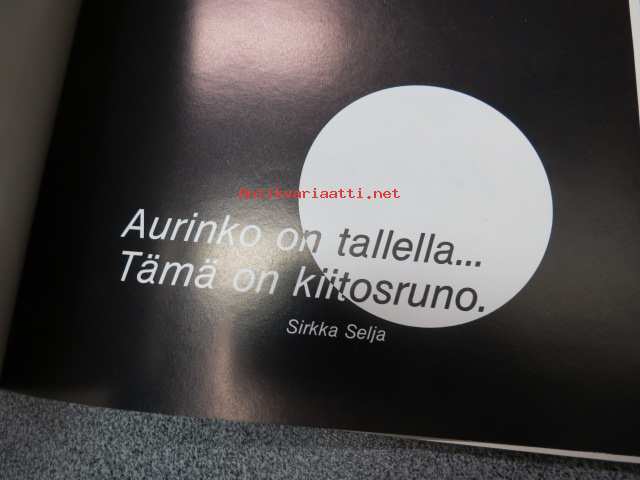 Antikvariaatti.net
Aurinko on tallella...
Tämä on kiitosruno.
Sirkka Selja